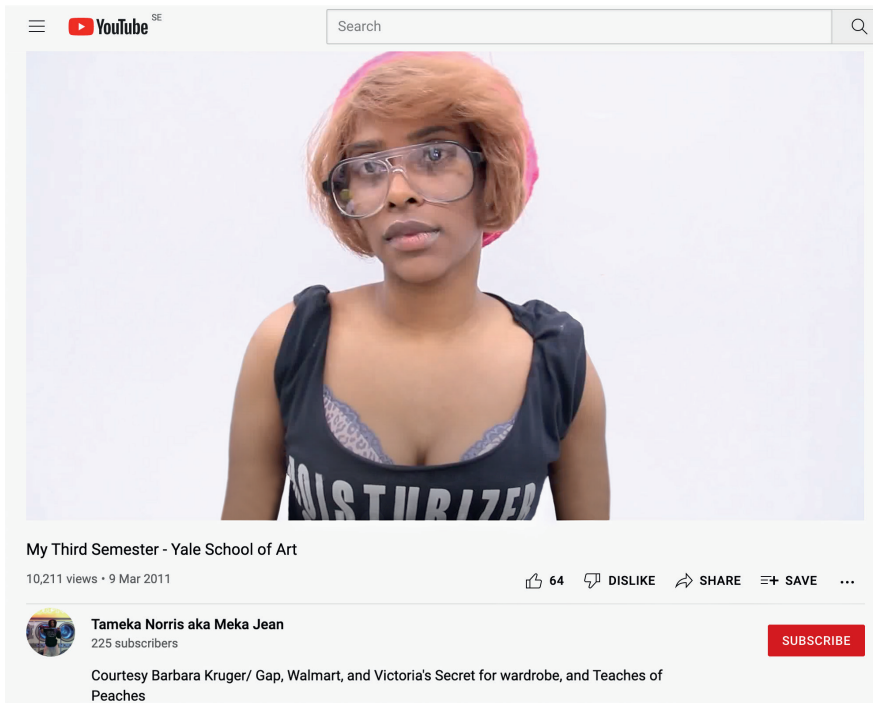 YouTube SE
Search
MOISTURIZER
My Third Semester - Yale School of Art
10,211 views • 9 Mar 2011
64 DISLIKE SHARE SAVE ...
Tameka Norris aka Meka Jean
225 subscribers
SUBSCRIBE
Courtesy Barbara Kruger/ Gap, Walmart, and Victoria's Secret for wardrobe, and Teaches of
Peaches